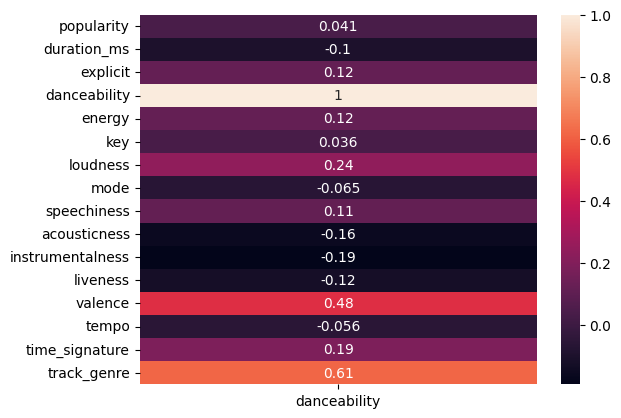 popularity 0.041
duration_ms -0.1
explicit 0.12
danceability 1
energy 0.12
key 0.036
loudness 0.24
mode -0.065
speechiness 0.11
acousticness -0.16
instrumentalness -0.19
liveness -0.12
valence 0.48
tempo -0.056
time_signature 0.19
track_genre 0.61
danceability
1.0
0.8
0.6
0.4
0.2
0.0